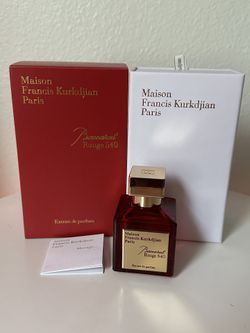 Maison
Francis Kurkdjian
Paris
Baccarat
Rouge 540
Extrait de parfum
Maison
Francis Kurkdjian
Paris
Maison
Francis Kurkdjian
Paris
Baccarat
Rouge 540
Extrait de parfum